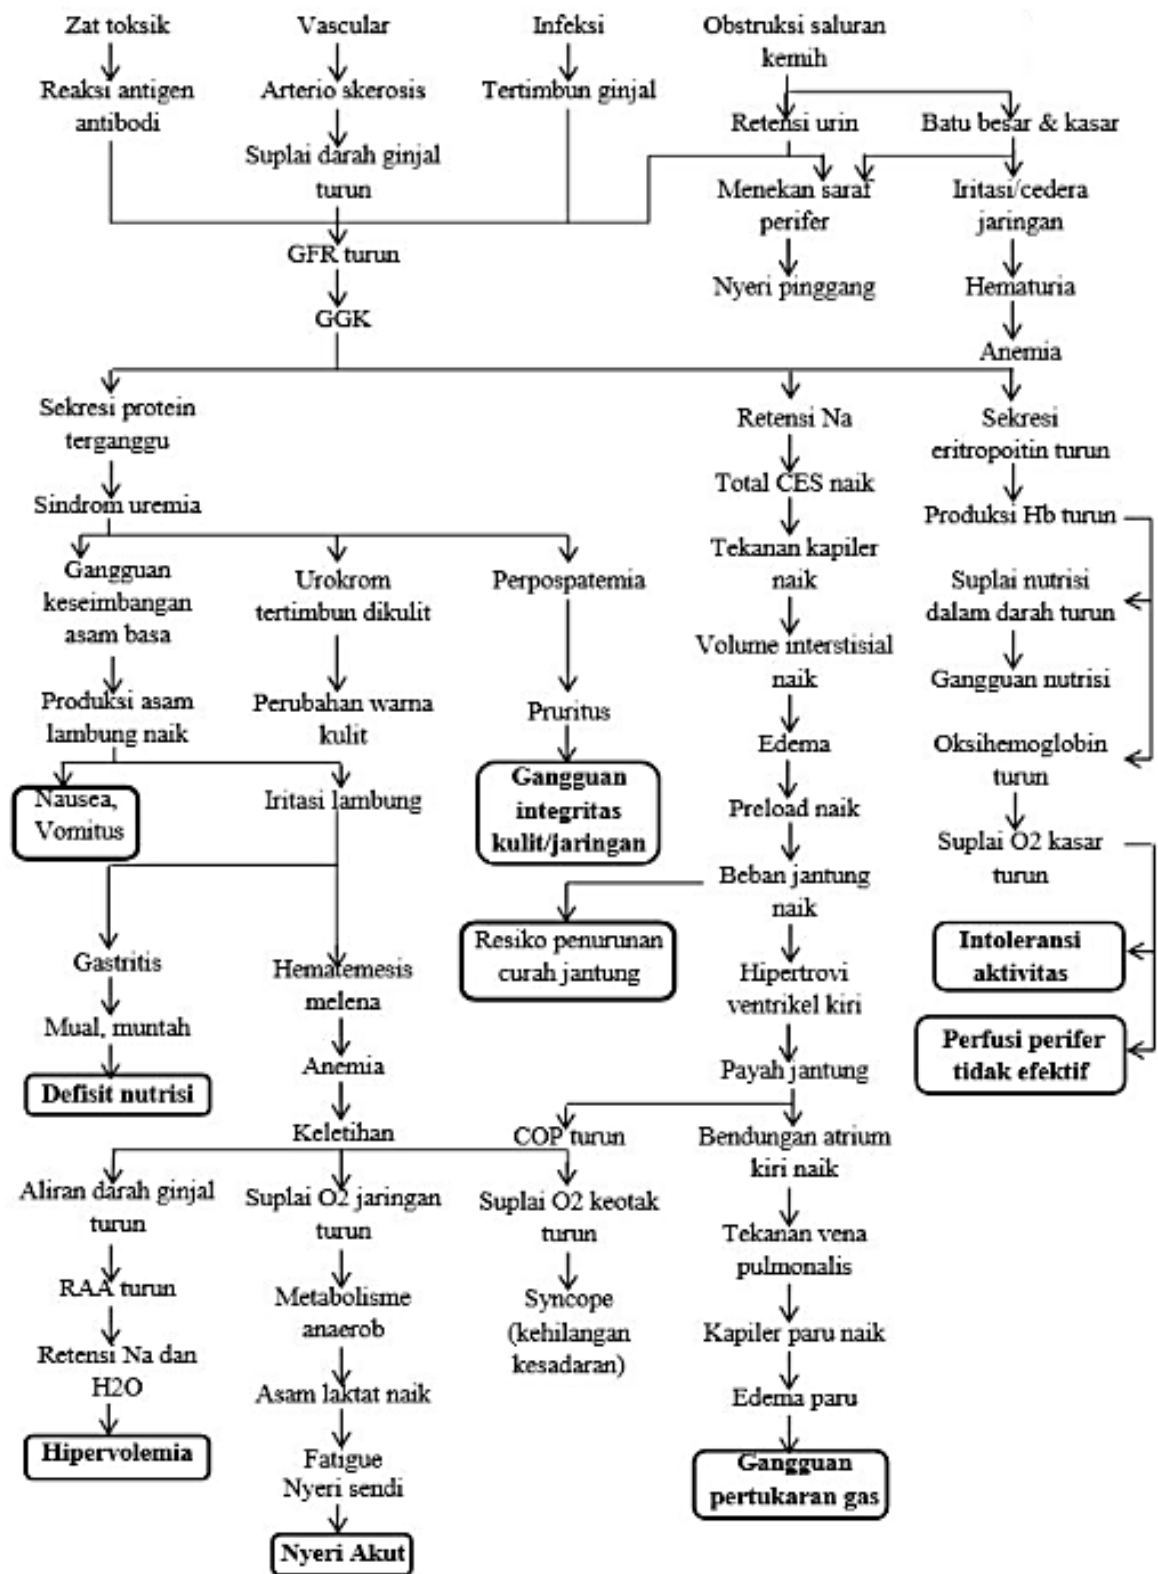 Zat toksik
Vascular
Infeksi
Obstruksi saluran
kemih
Reaksi antigen
antibodi
Arterio skerosis
Tertimbun ginjal
Retensi urin
Batu besar & kasar
Suplai darah ginjal
turun
Menekan saraf
perifer
Iritasi/cedera
jaringan
GFR turun
Nyeri pinggang
Hematuria
GGK
Anemia
Sekresi protein
terganggu
Retensi Na
Sekresi
eritropoitin turun
Sindrom uremia
Total CES naik
Produksi Hb turun
Gangguan
keseimbangan
asam basa
Urokrom
tertimbun dikulit
Perpospatemia
Tekanan kapiler
naik
Suplai nutrisi
dalam darah turun
Volume interstisial
naik
Gangguan nutrisi
Produksi asam
lambung naik
Perubahan warna
kulit
Pruritus
Edema
Oksihemoglobin
turun
Nausea,
Vomitus
Iritasi lambung
Gangguan
integritas
kulit/jaringan
Preload naik
Suplai O2 kasar
turun
Beban jantung
naik
Resiko penurunan
curah jantung
Intoleransi
aktivitas
Gastritis
Hematemesis
melena
Hipertrovi
ventrikel kiri
Mual, muntah
Perfusi perifer
tidak efektif
Anemia
Payah jantung
Defisit nutrisi
Keletihan
COP turun
Bendungan atrium
kiri naik
Aliran darah ginjal
turun
Suplai O2 jaringan
turun
Suplai O2 keotak
turun
Tekanan vena
pulmonalis
RAA turun
Metabolisme
anaerob
Syncope
(kehilangan
kesadaran)
Kapiler paru naik
Retensi Na dan
H2O
Asam laktat naik
Edema paru
Hipervolemia
Fatigue
Nyeri sendi
Gangguan
pertukaran gas
Nyeri Akut